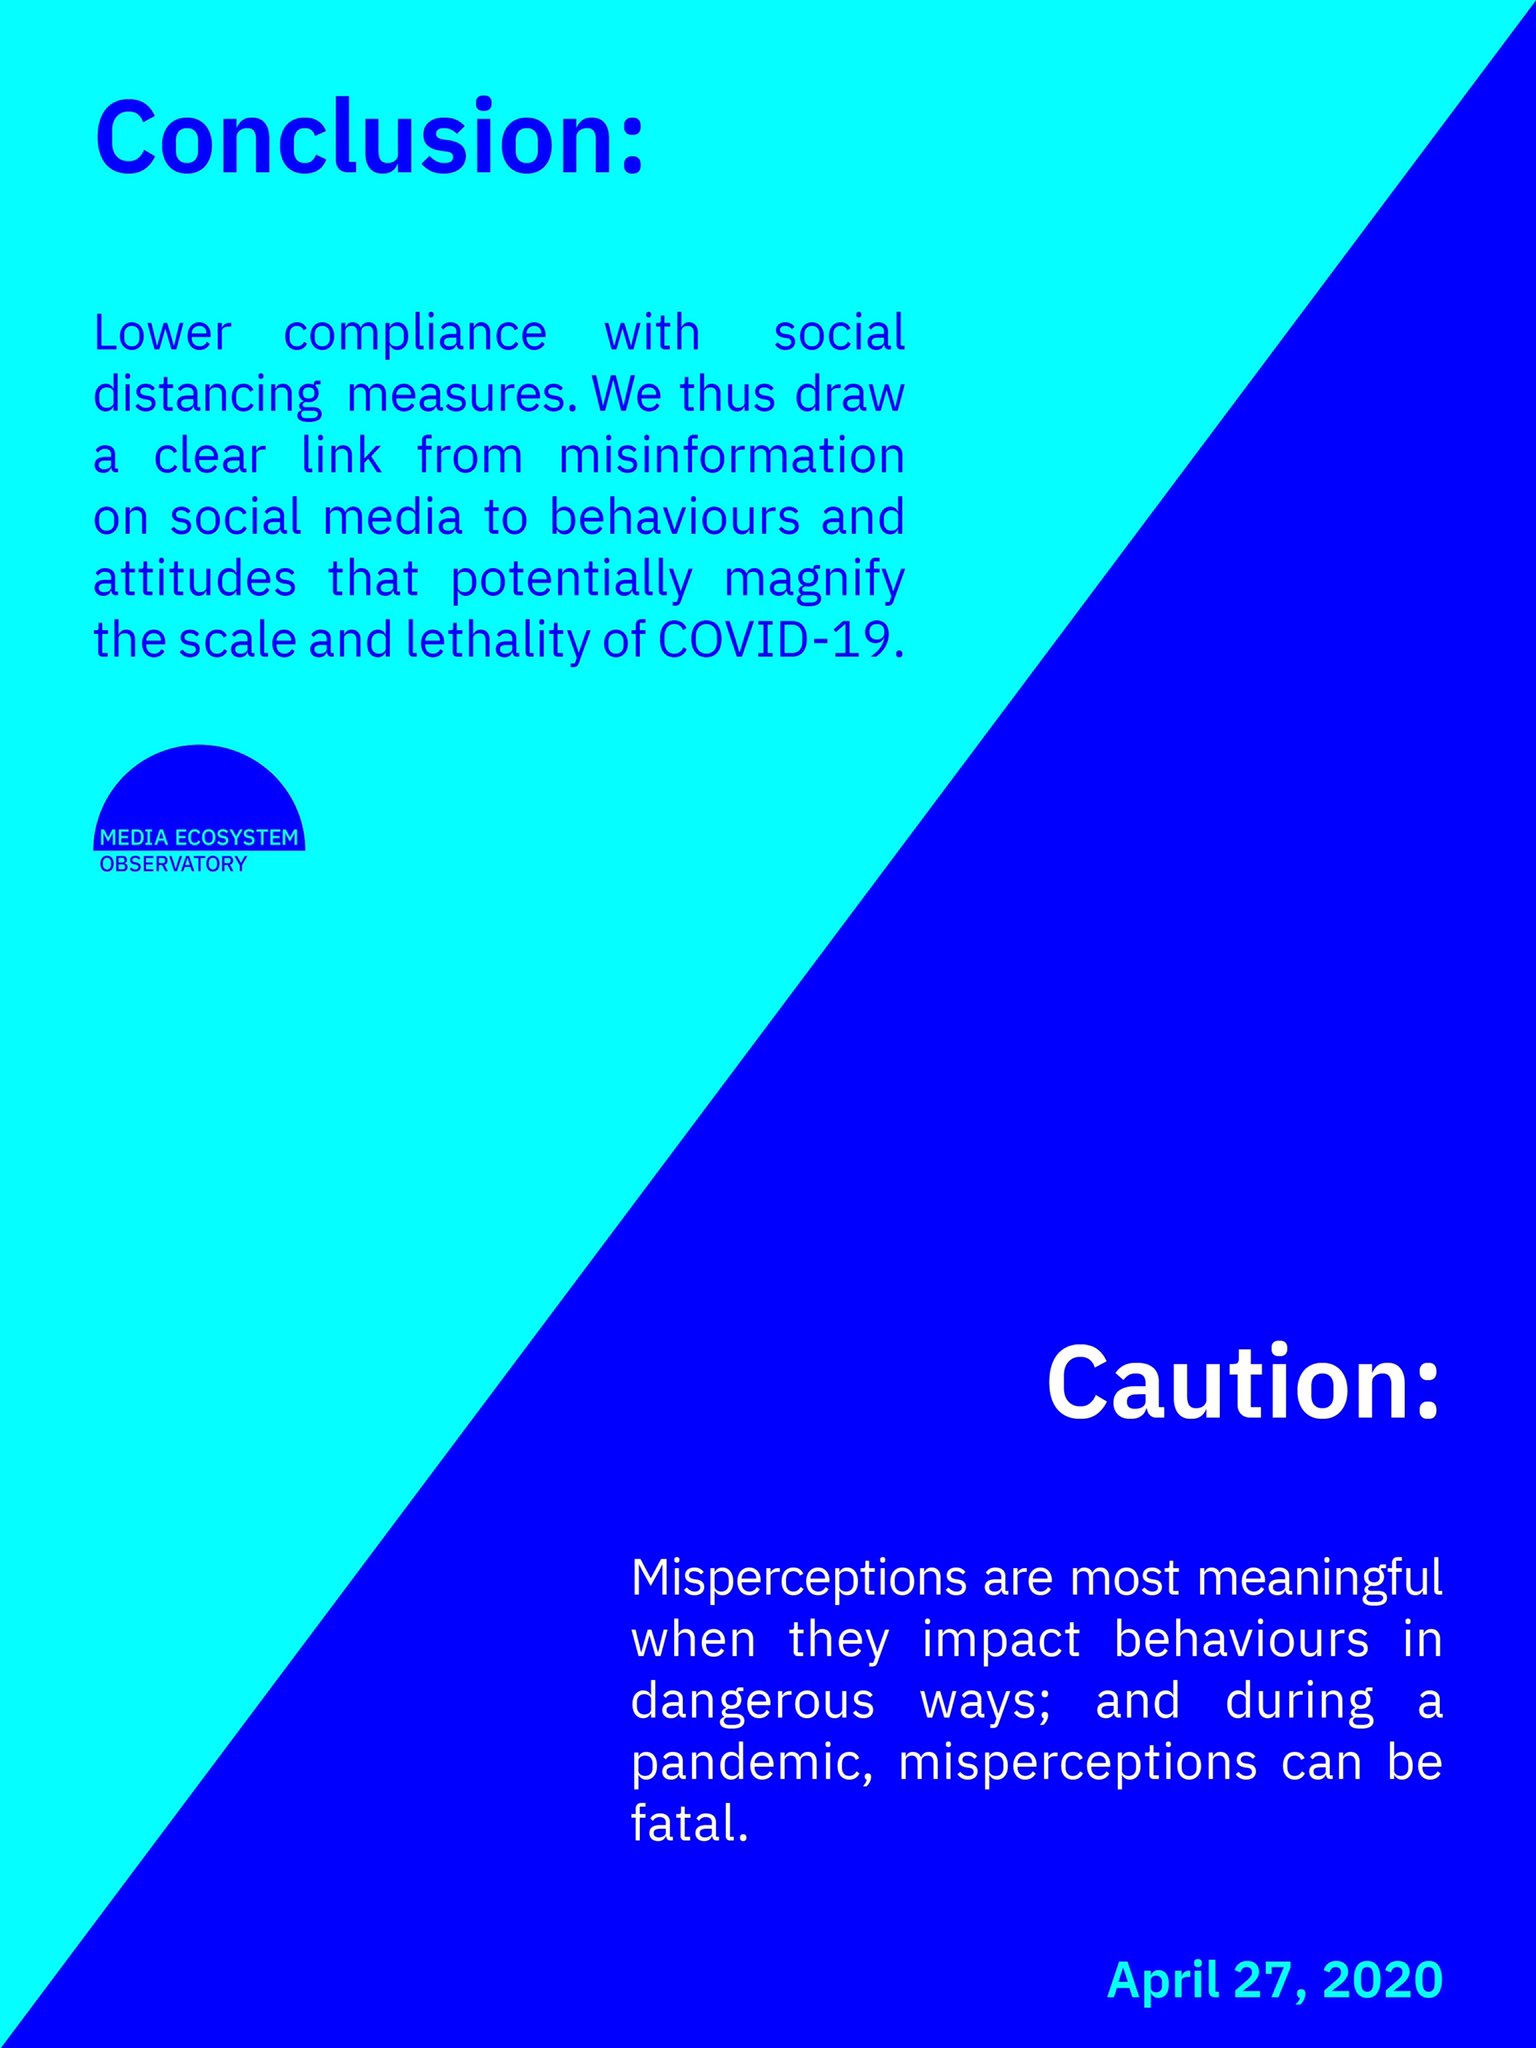 Conclusion:
Lower compliance with social
distancing measures. We thus draw
a clear link from misinformation
on social media to behaviours and
attitudes that potentially magnify
the scale and lethality of COVID-19.
MEDIA ECOSYSTEM
OBSERVATORY
Caution:
Misperceptions are most meaningful
when they impact behaviours in
dangerous ways; and during a
pandemic, misperceptions can be
fatal.
April 27, 2020